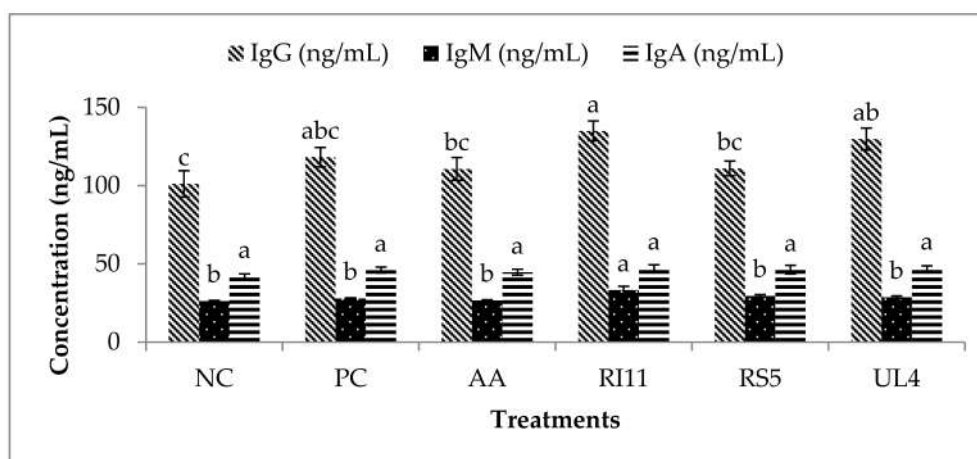 IgG (ng/mL) IgM (ng/mL) IgA (ng/mL)
Concentration (ng/mL)
150
100
50
0
c b a
abc b a
bc b a
a a a
bc b a
ab b a
NC PC AA RI11 RS5 UL4
Treatments